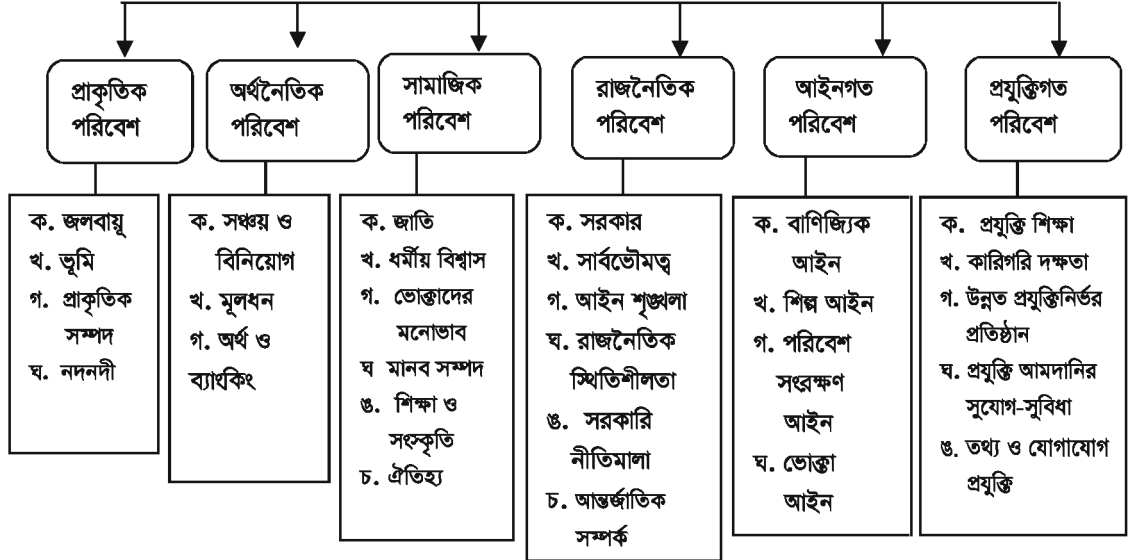 প্রাকৃতিক
পরিবেশ
অর্থনৈতিক
পরিবেশ
সামাজিক
পরিবেশ
রাজনৈতিক
পরিবেশ
আইনগত
পরিবেশ
প্রযুক্তিগত
পরিবেশ
ক. জলবায়ূ
খ. ভূমি
গ. প্রাকৃতিক
সম্পদ
ঘ. নদনদী
ক. সঞ্চয় ও
বিনিয়োগ
খ. মূলধন
গ. অর্থ ও
ব্যাংকিং
ক. জাতি
খ. ধর্মীয় বিশ্বাস
গ. ভোক্তাদের
মনোভাব
ঘ মানব সম্পদ
ঙ. শিক্ষা ও
সংস্কৃতি
চ. ঐতিহ্য
ক. সরকার
খ. সার্বভৌমত্ব
গ. আইন শৃঙ্খলা
ঘ. রাজনৈতিক
স্থিতিশীলতা
ঙ. সরকারি
নীতিমালা
চ. আন্তর্জাতিক
সম্পর্ক
ক. বাণিজ্যিক
আইন
খ. শিল্প আইন
গ. পরিবেশ
সংরক্ষণ
আইন
ঘ. ভোক্তা
আইন
ক. প্রযুক্তি শিক্ষা
খ. কারিগরি দক্ষতা
গ. উন্নত প্রযুক্তিনির্ভর
প্রতিষ্ঠান
ঘ. প্রযুক্তি আমদানির
সুযোগ-সুবিধা
ঙ. তথ্য ও যোগাযোগ
প্রযুক্তি